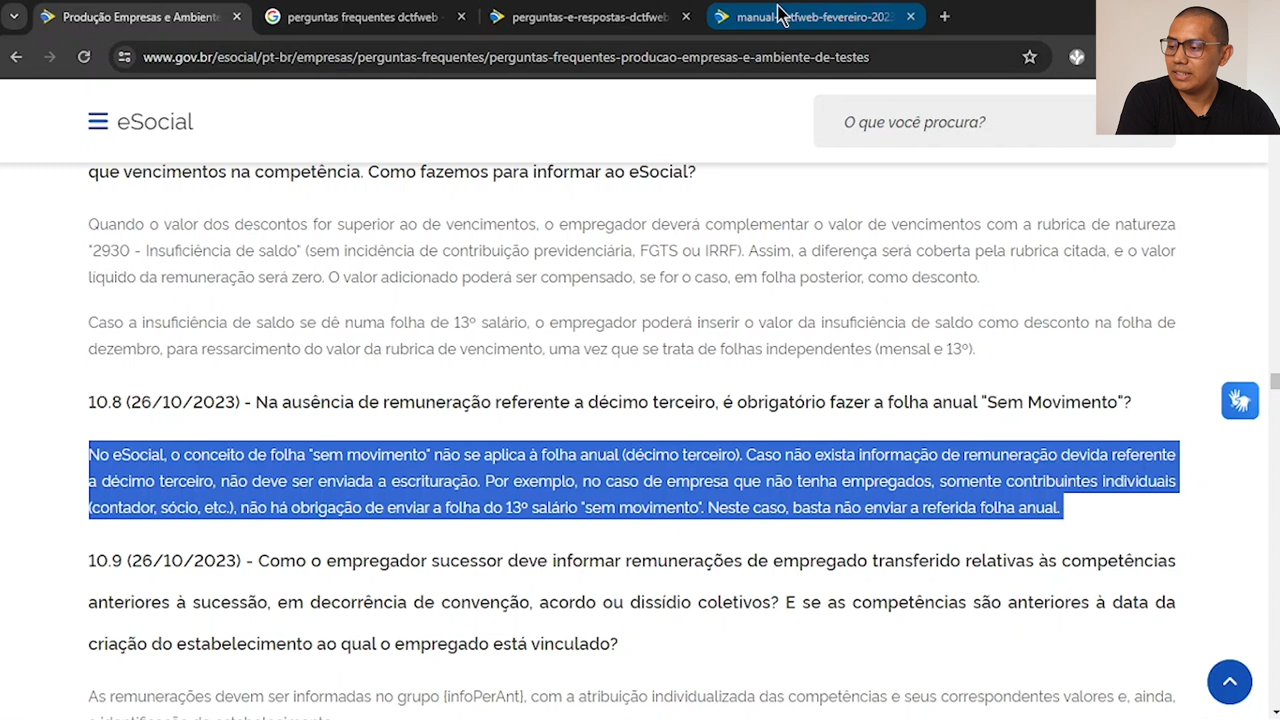 Produção Empresas e Ambiente
perguntas frequentes dctfweb
perguntas-e-respostas-dctfweb
www.gov.br/esocial/pt-br/empresas/perguntas-frequentes/perguntas-frequentes-producao-empresas-e-ambiente-de-testes
eSocial
O que você procura?
que vencimentos na competência. Como fazemos para informar ao eSocial?
Quando o valor dos descontos for superior ao de vencimentos, o empregador deverá complementar o valor de vencimentos com a rubrica de natureza
"2930 - Insuficiência de saldo" (sem incidência de contribuição previdenciária, FGTS ou IRRF). Assim, a diferença será coberta pela rubrica citada, e o valor
líquido da remuneração será zero. O valor adicionado poderá ser compensado, se for o caso, em folha posterior, como desconto.
Caso a insuficiência de saldo se dê numa folha de 13º salário, o empregador poderá inserir o valor da insuficiência de saldo como desconto na folha de
dezembro, para ressarcimento do valor da rubrica de vencimento, uma vez que se trata de folhas independentes (mensal e 13º).
10.8 (26/10/2023) - Na ausência de remuneração referente a décimo terceiro, é obrigatório fazer a folha anual "Sem Movimento"?
No eSocial, o conceito de folha "sem movimento" não se aplica à folha anual (décimo terceiro). Caso não exista informação de remuneração devida referente
a décimo terceiro, não deve ser enviada a escrituração. Por exemplo, no caso de empresa que não tenha empregados, somente contribuintes individuais
(contador, sócio, etc.), não há obrigação de enviar a folha do 13º salário "sem movimento". Neste caso, basta não enviar a referida folha anual.
10.9 (26/10/2023) - Como o empregador sucessor deve informar remunerações de empregado transferido relativas às competências
anteriores à sucessão, em decorrência de convenção, acordo ou dissídio coletivos? E se as competências são anteriores à data da
criação do estabelecimento ao qual o empregado está vinculado?
As remunerações devem ser informadas no grupo {infoPerAnt}, com a atribuição individualizada das competências e seus correspondentes valores e, ainda,